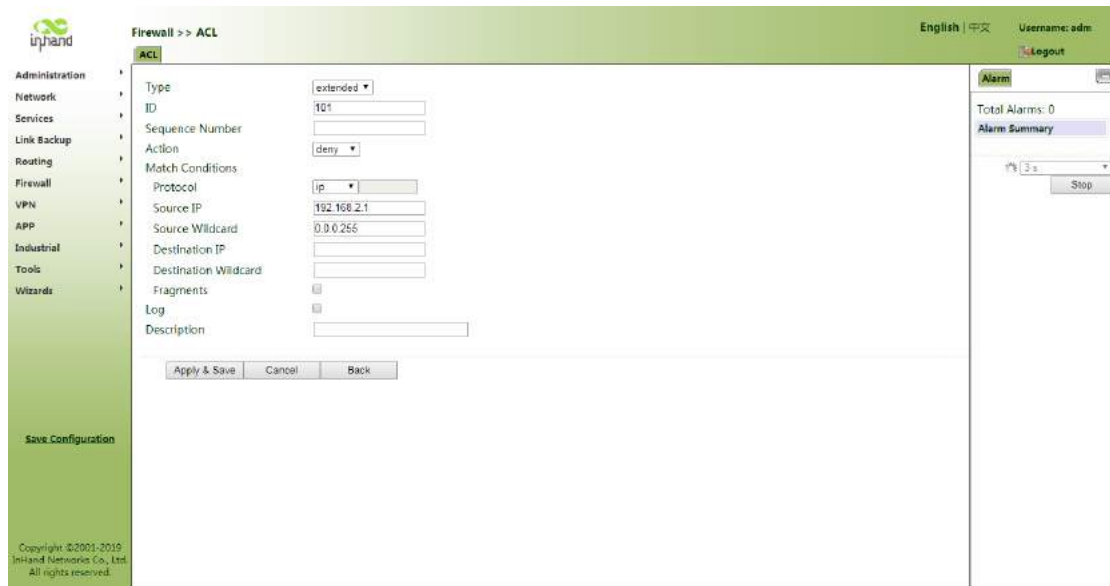 inhand
Firewall >> ACL
English | 中文
Username: adm
Logout
ACL
Administration
Network
Services
Link Backup
Routing
Firewall
VPN
APP
Industrial
Tools
Wizards
Save Configuration
Copyright ©2001-2019
InHand Networks Co., Ltd.
All rights reserved.
Type extended
ID 101
Sequence Number
Action deny
Match Conditions
Protocol ip
Source IP 192.168.2.1
Source Wildcard 0.0.0.255
Destination IP
Destination Wildcard
Fragments
Log
Description
Apply & Save Cancel Back
Alarm
Total Alarms: 0
Alarm Summary
3 s
Stop